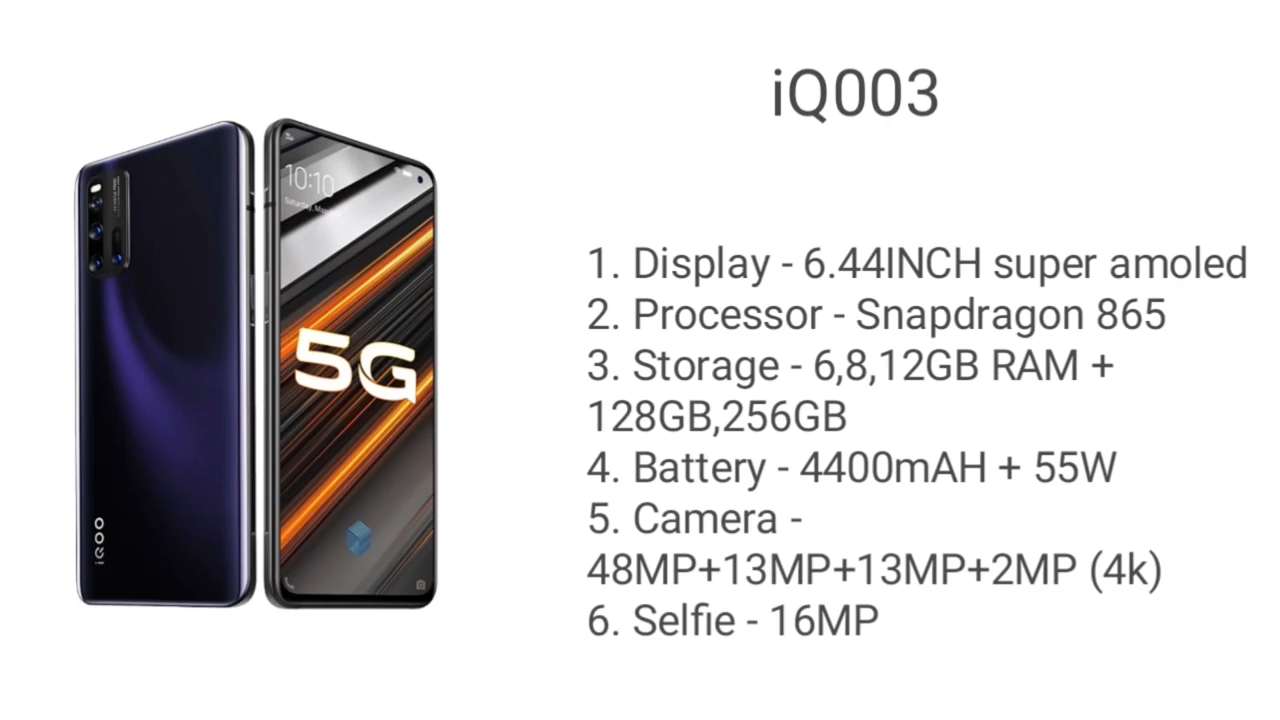 iQ003
10:10
5G
iQOO
1. Display - 6.44INCH super amoled
2. Processor - Snapdragon 865
3. Storage - 6,8,12GB RAM +
128GB,256GB
4. Battery - 4400mAH + 55W
5. Camera -
48MP+13MP+13MP+2MP (4k)
6. Selfie - 16MP